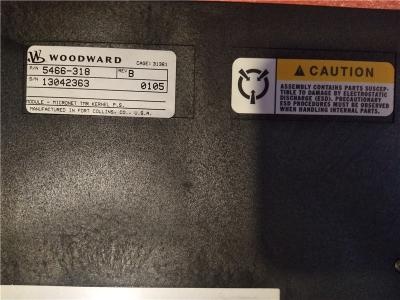 WOODWARD CAGE: 31361
P/N 5466-318 REV B
S/N 13042363 0105
MODULE - MICRONET TMR KERNEL P.S.
MANUFACTURED IN FORT COLLINS, CO., U.S.A.
CAUTION
ASSEMBLY CONTAINS PARTS SUSCEP-
TIBLE TO DAMAGE BY ELECTROSTATIC
DISCHARGE (ESD). PRECAUTIONARY
ESD PROCEDURES MUST BE OBSERVED
WHEN HANDLING INTERNAL PARTS.